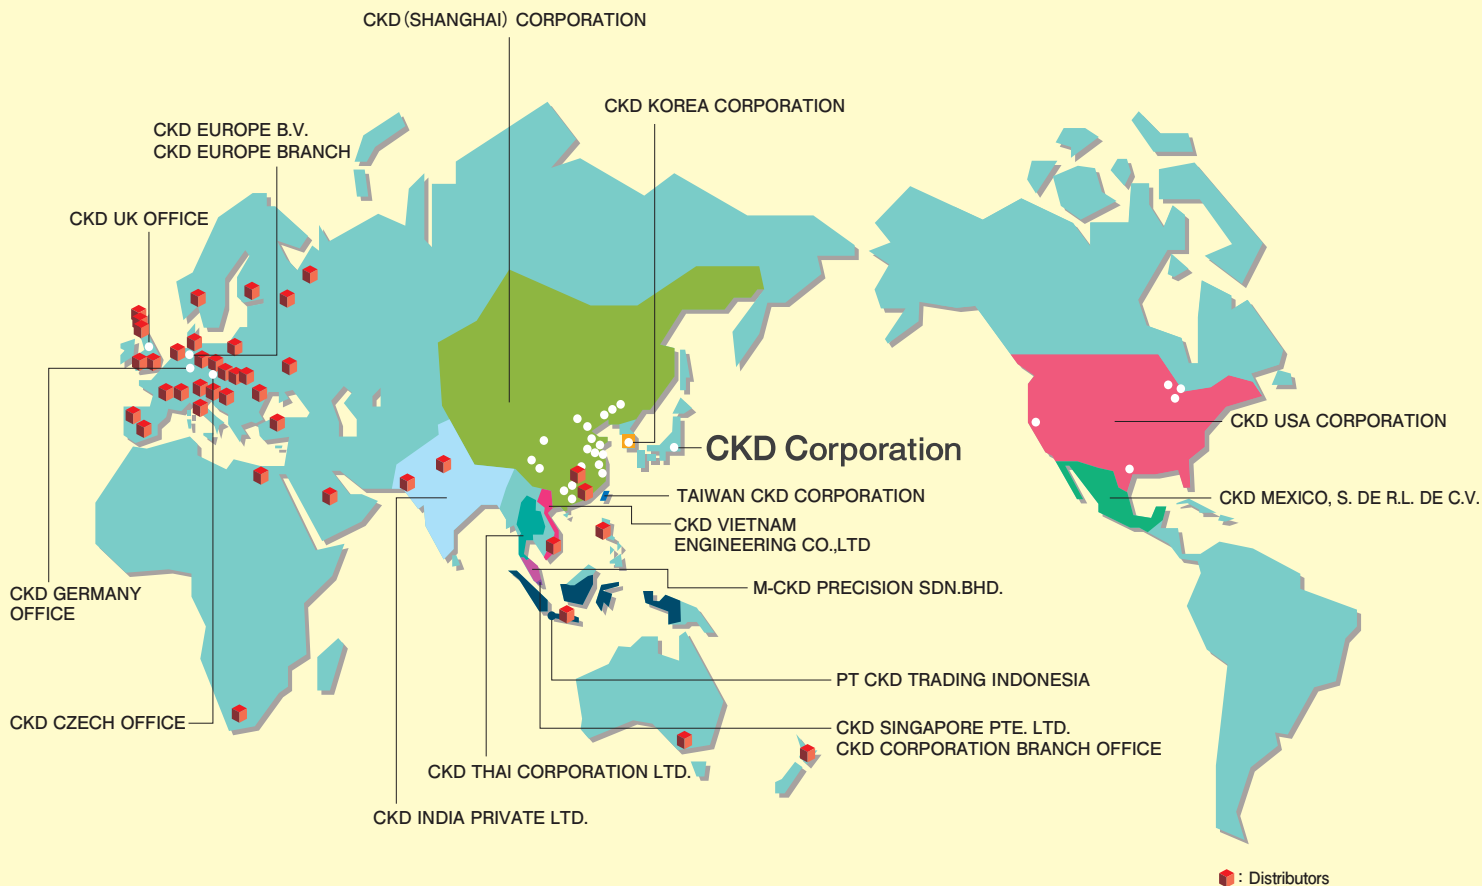 CKD (SHANGHAI) CORPORATION
CKD KOREA CORPORATION
CKD EUROPE B.V.
CKD EUROPE BRANCH
CKD UK OFFICE
CKD USA CORPORATION
CKD Corporation
TAIWAN CKD CORPORATION
CKD MEXICO, S. DE R.L. DE C.V.
CKD VIETNAM
ENGINEERING CO.,LTD
M-CKD PRECISION SDN.BHD.
CKD GERMANY
OFFICE
PT CKD TRADING INDONESIA
CKD CZECH OFFICE
CKD SINGAPORE PTE. LTD.
CKD CORPORATION BRANCH OFFICE
CKD THAI CORPORATION LTD.
CKD INDIA PRIVATE LTD.
: Distributors